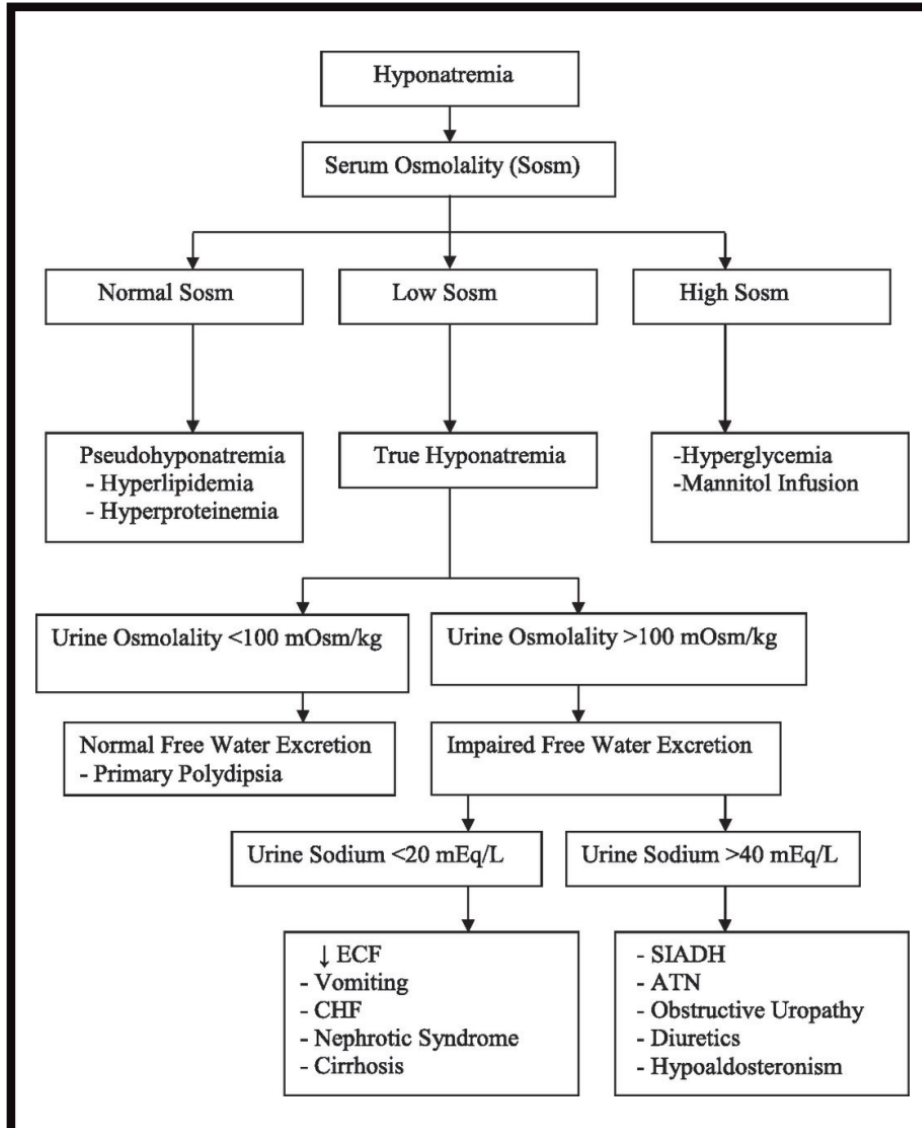 Hyponatremia
Serum Osmolality (Sosm)
Normal Sosm
Low Sosm
High Sosm
Pseudohyponatremia
- Hyperlipidemia
- Hyperproteinemia
True Hyponatremia
-Hyperglycemia
-Mannitol Infusion
Urine Osmolality <100 mOsm/kg
Urine Osmolality >100 mOsm/kg
Normal Free Water Excretion
- Primary Polydipsia
Impaired Free Water Excretion
Urine Sodium <20 mEq/L
Urine Sodium >40 mEq/L
↓ ECF
- Vomiting
- CHF
- Nephrotic Syndrome
- Cirrhosis
- SIADH
- ATN
- Obstructive Uropathy
- Diuretics
- Hypoaldosteronism